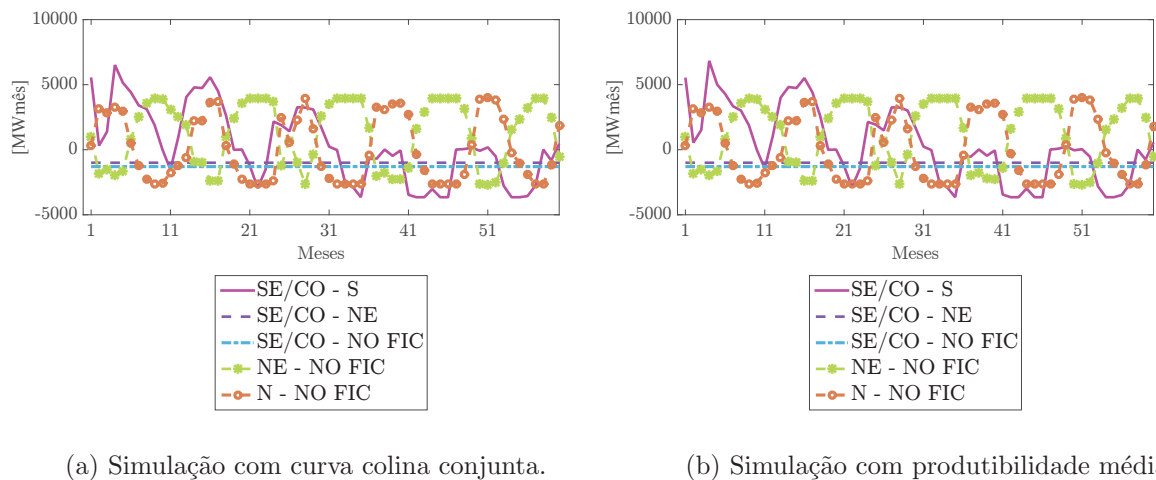 10000
5000
0
-5000
[MWmês]
1 11 21 31 41 51
Meses
SE/CO - S
SE/CO - NE
SE/CO - NO FIC
NE - NO FIC
N - NO FIC
(a) Simulação com curva colina conjunta.
10000
5000
0
-5000
[MWmês]
1 11 21 31 41 51
Meses
SE/CO - S
SE/CO - NE
SE/CO - NO FIC
NE - NO FIC
N - NO FIC
(b) Simulação com produtibilidade médi